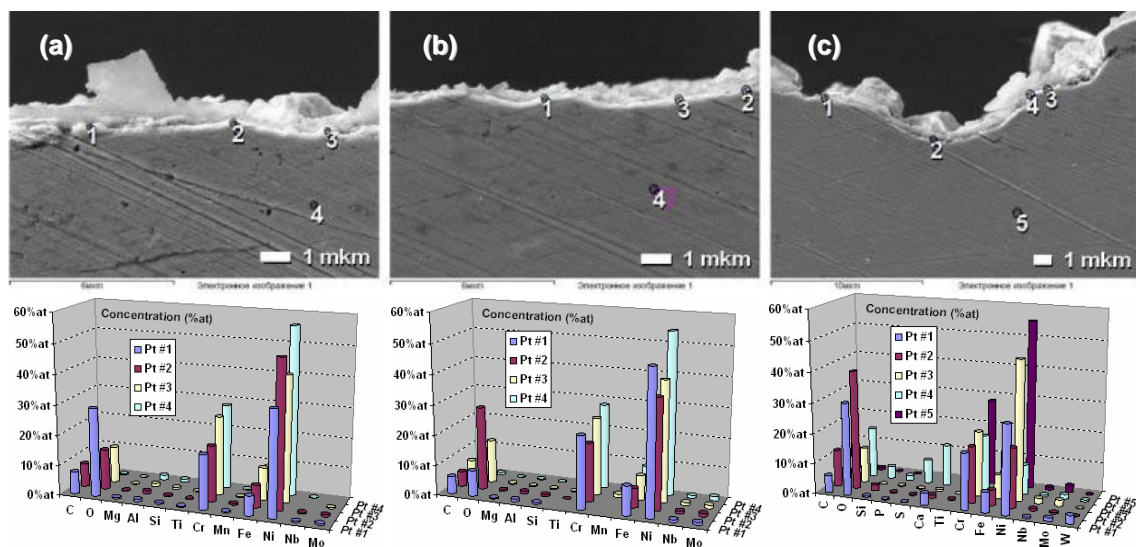 (a)
1
2
3
4
1 mkm
6мкm
Электронное изображение 1
(b)
1
3
2
4
1 mkm
6мкm
Электронное изображение 1
(c)
1
2
4
3
5
1 mkm
10мкm
Электронное изображение 1
Concentration (%at)
60%at
50%at
40%at
30%at
20%at
10%at
0%at
Pt #1
Pt #2
Pt #3
Pt #4
C O Mg Al Si Ti Cr Mn Fe Ni Nb Mo
Concentration (%at)
60%at
50%at
40%at
30%at
20%at
10%at
0%at
Pt #1
Pt #2
Pt #3
Pt #4
C O Mg Al Si Ti Cr Mn Fe Ni Nb Mo
Concentration (%at)
60%at
50%at
40%at
30%at
20%at
10%at
0%at
Pt #1
Pt #2
Pt #3
Pt #4
Pt #5
C O Si P S Ca Ti Cr Fe Ni Nb Mo W